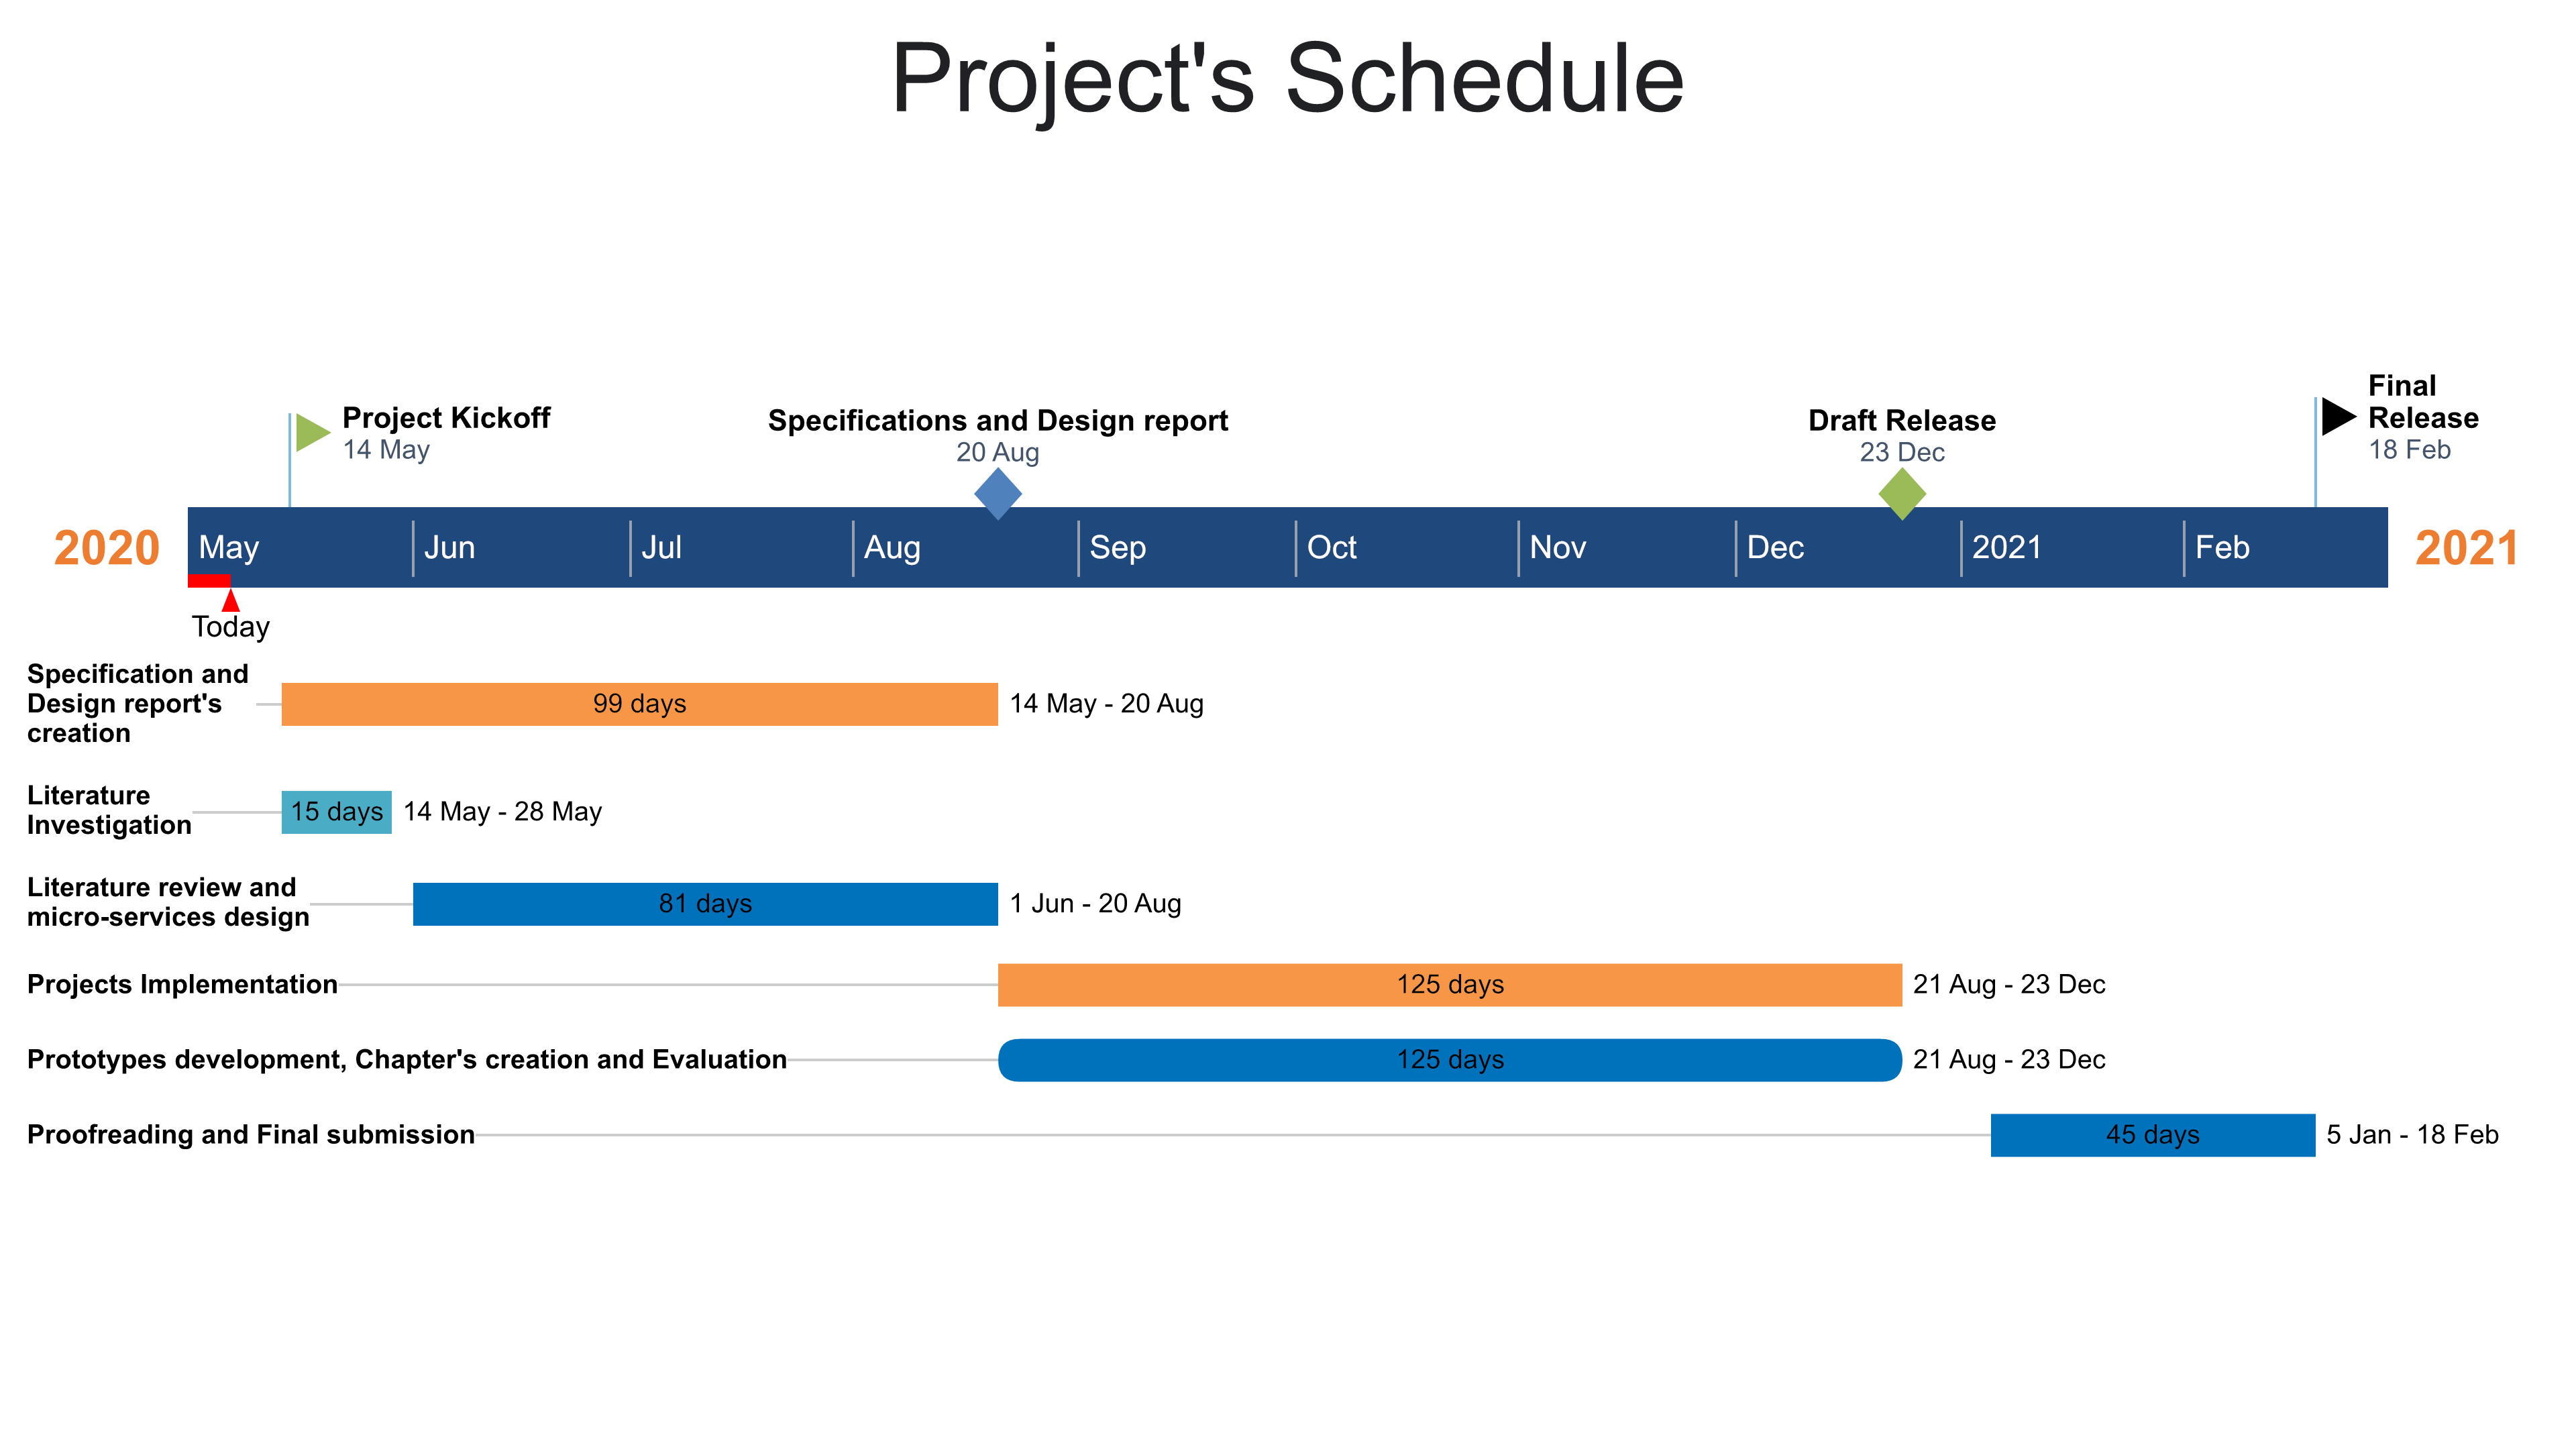 Project's Schedule
Project Kickoff
14 May
Specifications and Design report
20 Aug
Draft Release
23 Dec
Final
Release
18 Feb
2020 May Jun Jul Aug Sep Oct Nov Dec 2021 Feb 2021
Today
Specification and
Design report's
creation
99 days 14 May - 20 Aug
Literature
Investigation
15 days 14 May - 28 May
Literature review and
micro-services design
81 days 1 Jun - 20 Aug
Projects Implementation 125 days 21 Aug - 23 Dec
Prototypes development, Chapter's creation and Evaluation 125 days 21 Aug - 23 Dec
Proofreading and Final submission 45 days 5 Jan - 18 Feb